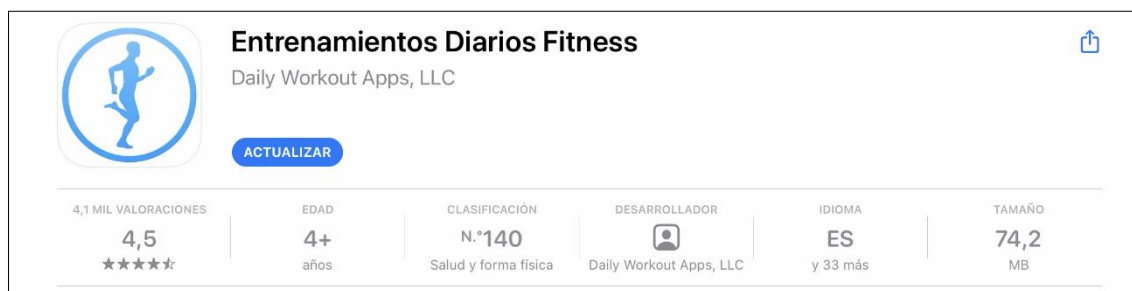 Entrenamientos Diarios Fitness
Daily Workout Apps, LLC
ACTUALIZAR
4,1 MIL VALORACIONES
4,5
EDAD
4+
años
CLASIFICACIÓN
N.º140
Salud y forma física
DESARROLLADOR
Daily Workout Apps, LLC
IDIOMA
ES
y 33 más
TAMAÑO
74,2
MB